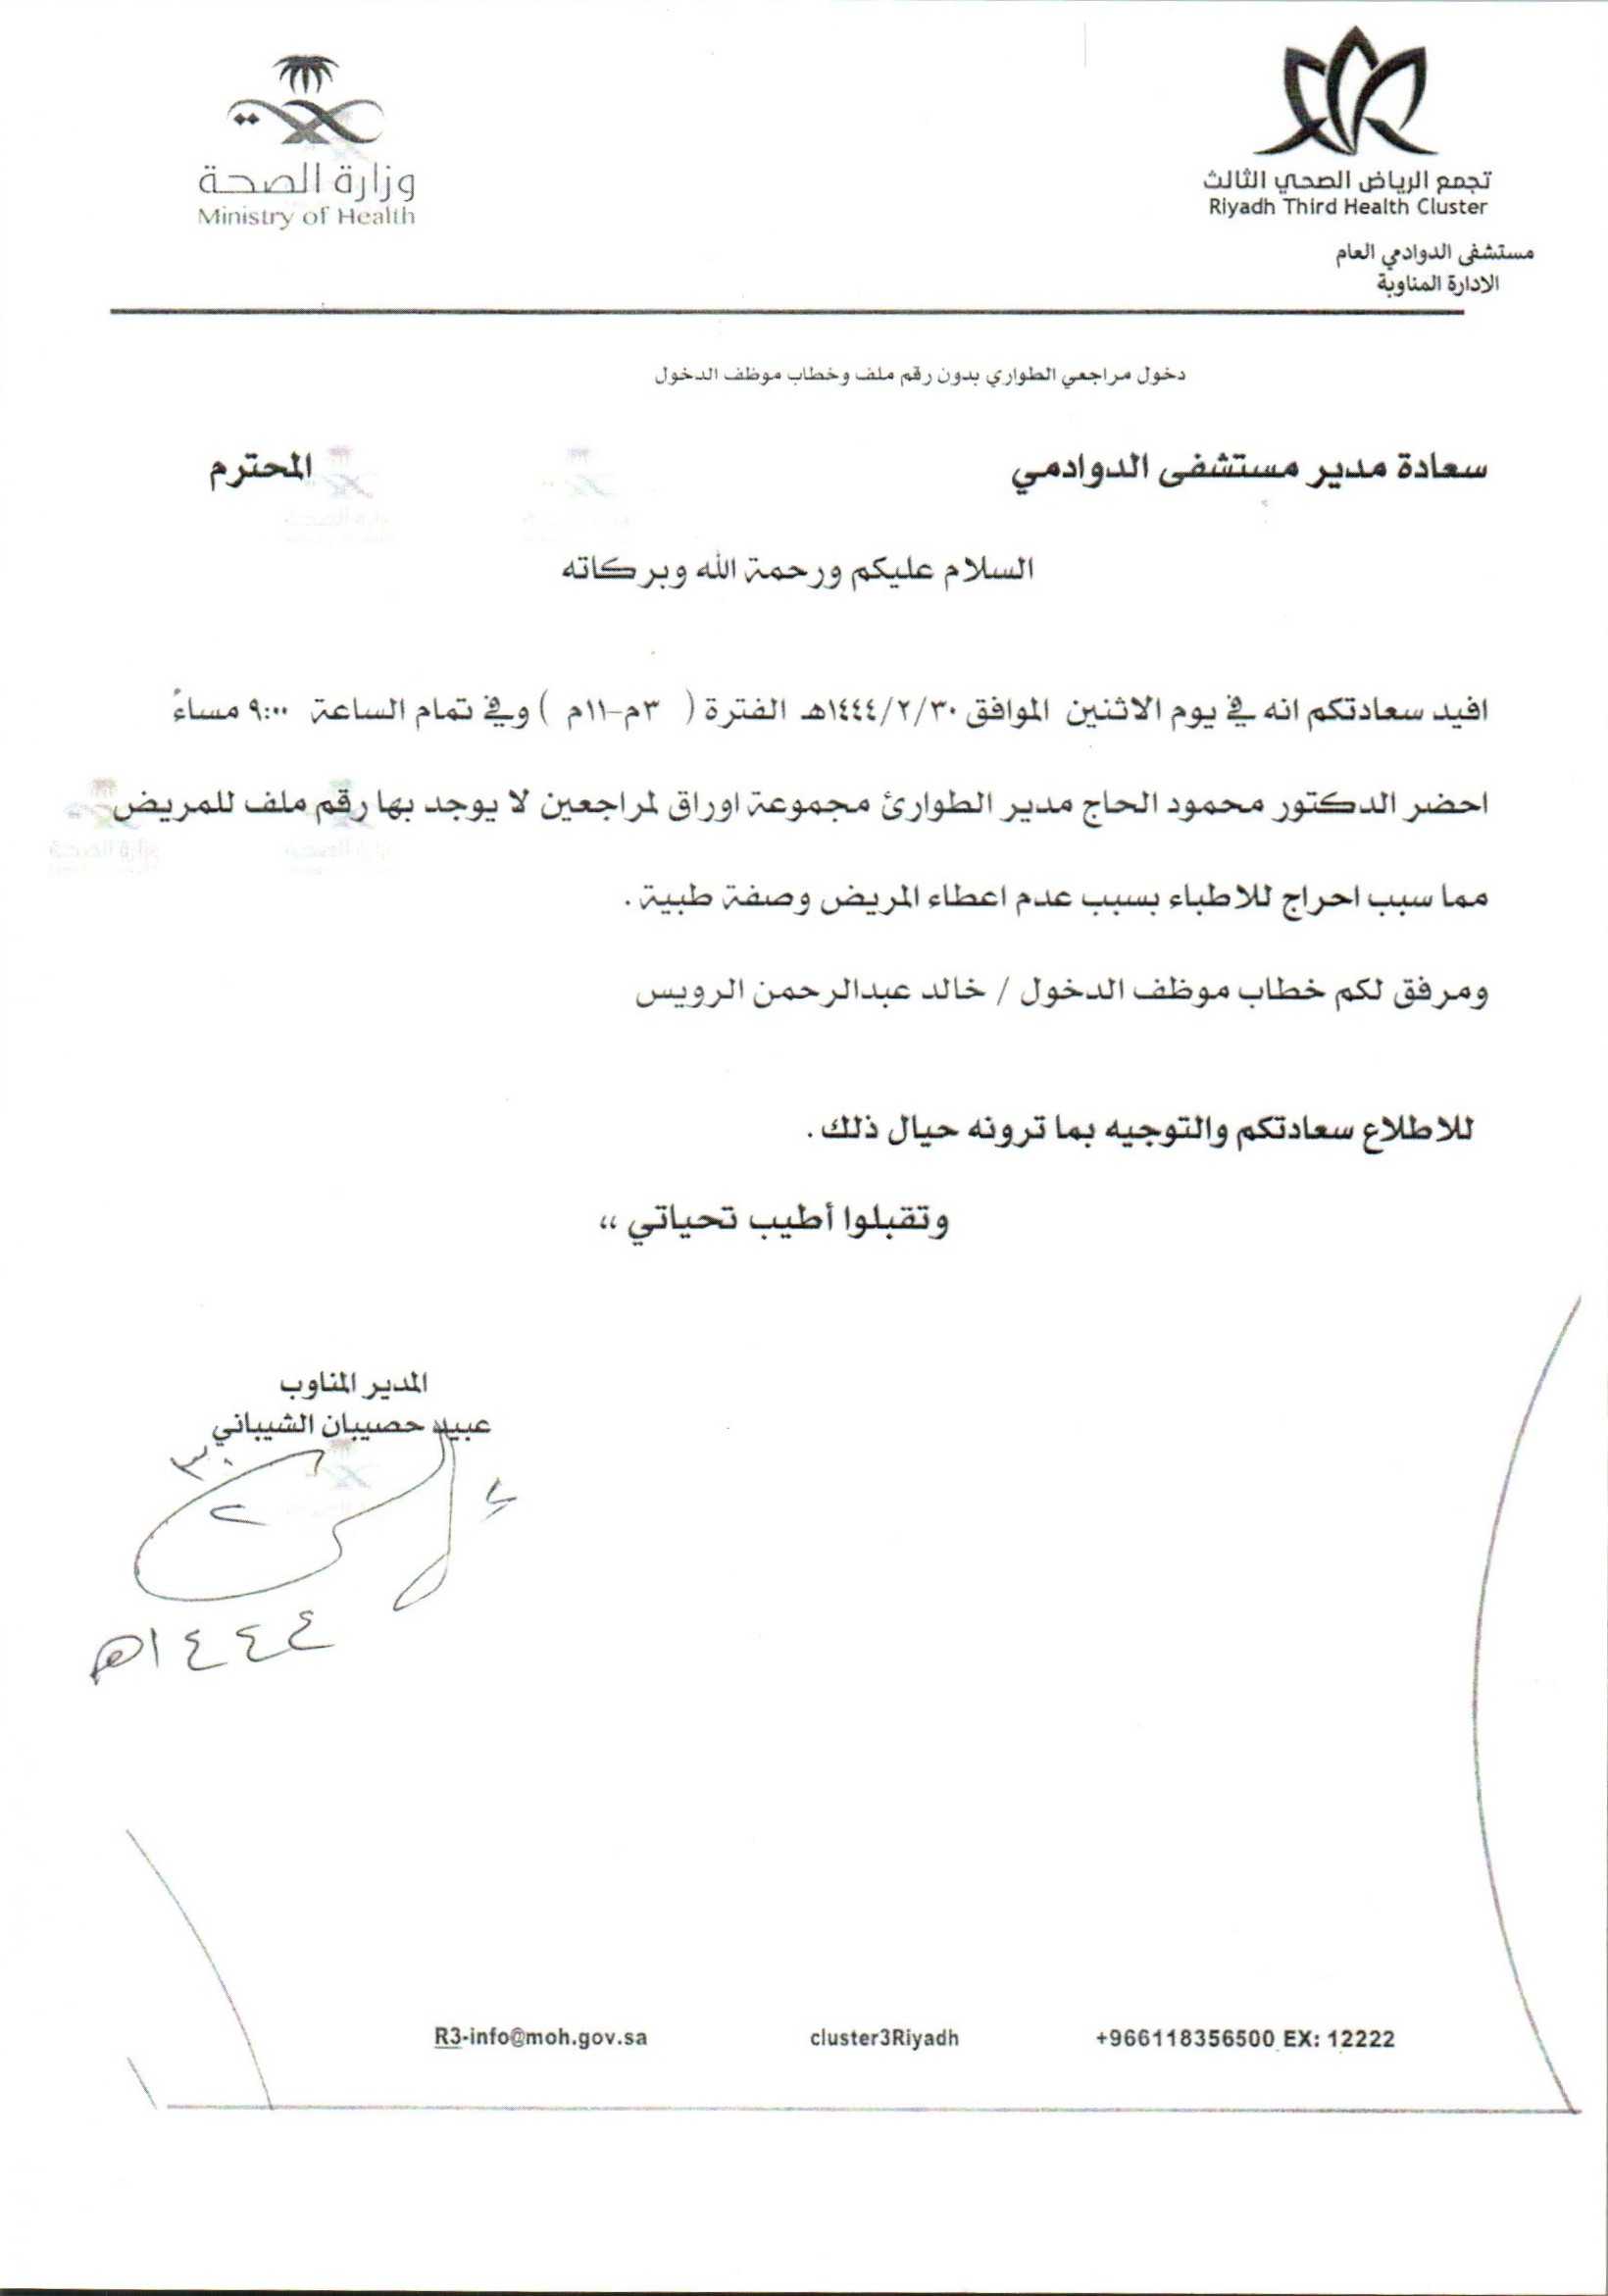 وزارة الصحة
Ministry of Health
تجمع الرياض الصحي الثالث
Riyadh Third Health Cluster
مستشفى الدوادمي العام
الادارة المناوبة
دخول مراجعي الطواري بدون رقم ملف وخطاب موظف الدخول
سعادة مدير مستشفى الدوادمي المحترم
السلام عليكم ورحمة الله وبركاته
افيد سعادتكم انه في يوم الاثنين الموافق ١٤٤٤/٢/٣٠هـ الفترة ( ٣م-١١م ) وفي تمام الساعة ٩:٠٠ مساءً
احضر الدكتور محمود الحاج مدير الطوارئ مجموعة اوراق لمراجعين لا يوجد بها رقم ملف للمريض
مما سبب احراج للاطباء بسبب عدم اعطاء المريض وصفة طبية .
ومرفق لكم خطاب موظف الدخول / خالد عبدالرحمن الرويس
للاطلاع سعادتكم والتوجيه بما ترونه حيال ذلك .
وتقبلوا أطيب تحياتي ،،
المدير المناوب
عبيد حصيبان الشيباني
٣٠
٢
١٤٤٤هـ
R3-info@moh.gov.sa cluster3Riyadh +966118356500 EX: 12222